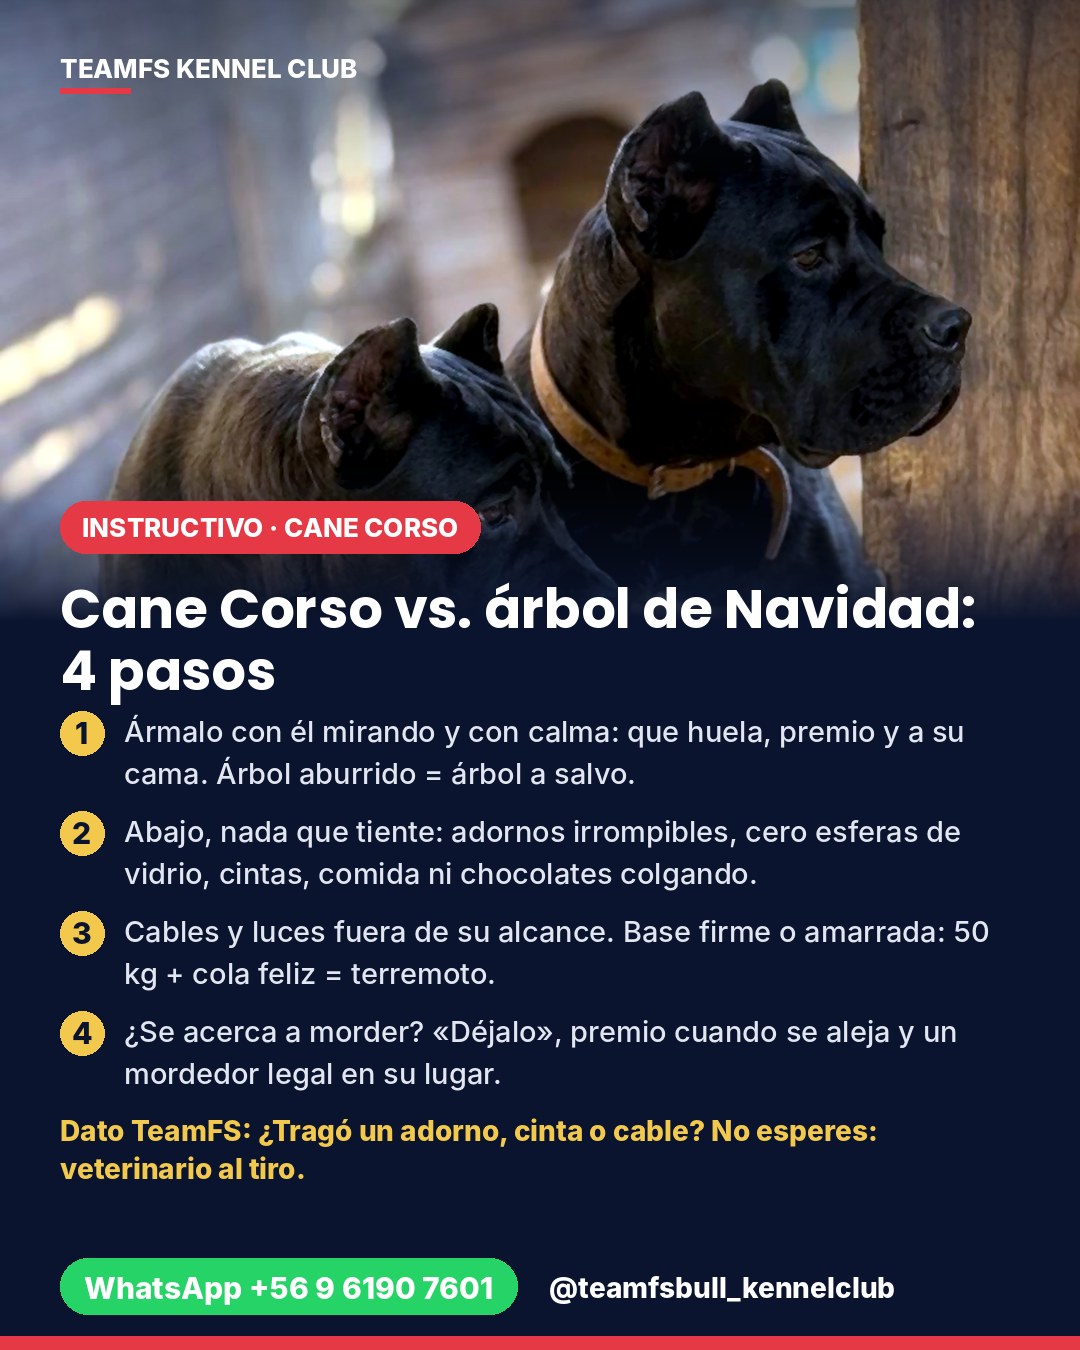 TEAMFS KENNEL CLUB
INSTRUCTIVO · CANE CORSO
Cane Corso vs. árbol de Navidad:
4 pasos
1 Ármalo con él mirando y con calma: que huela, premio y a su
cama. Árbol aburrido = árbol a salvo.
2 Abajo, nada que tiente: adornos irrompibles, cero esferas de
vidrio, cintas, comida ni chocolates colgando.
3 Cables y luces fuera de su alcance. Base firme o amarrada: 50
kg + cola feliz = terremoto.
4 ¿Se acerca a morder? «Déjalo», premio cuando se aleja y un
mordedor legal en su lugar.
Dato TeamFS: ¿Tragó un adorno, cinta o cable? No esperes:
veterinario al tiro.
WhatsApp +56 9 6190 7601 @teamfsbull_kennelclub